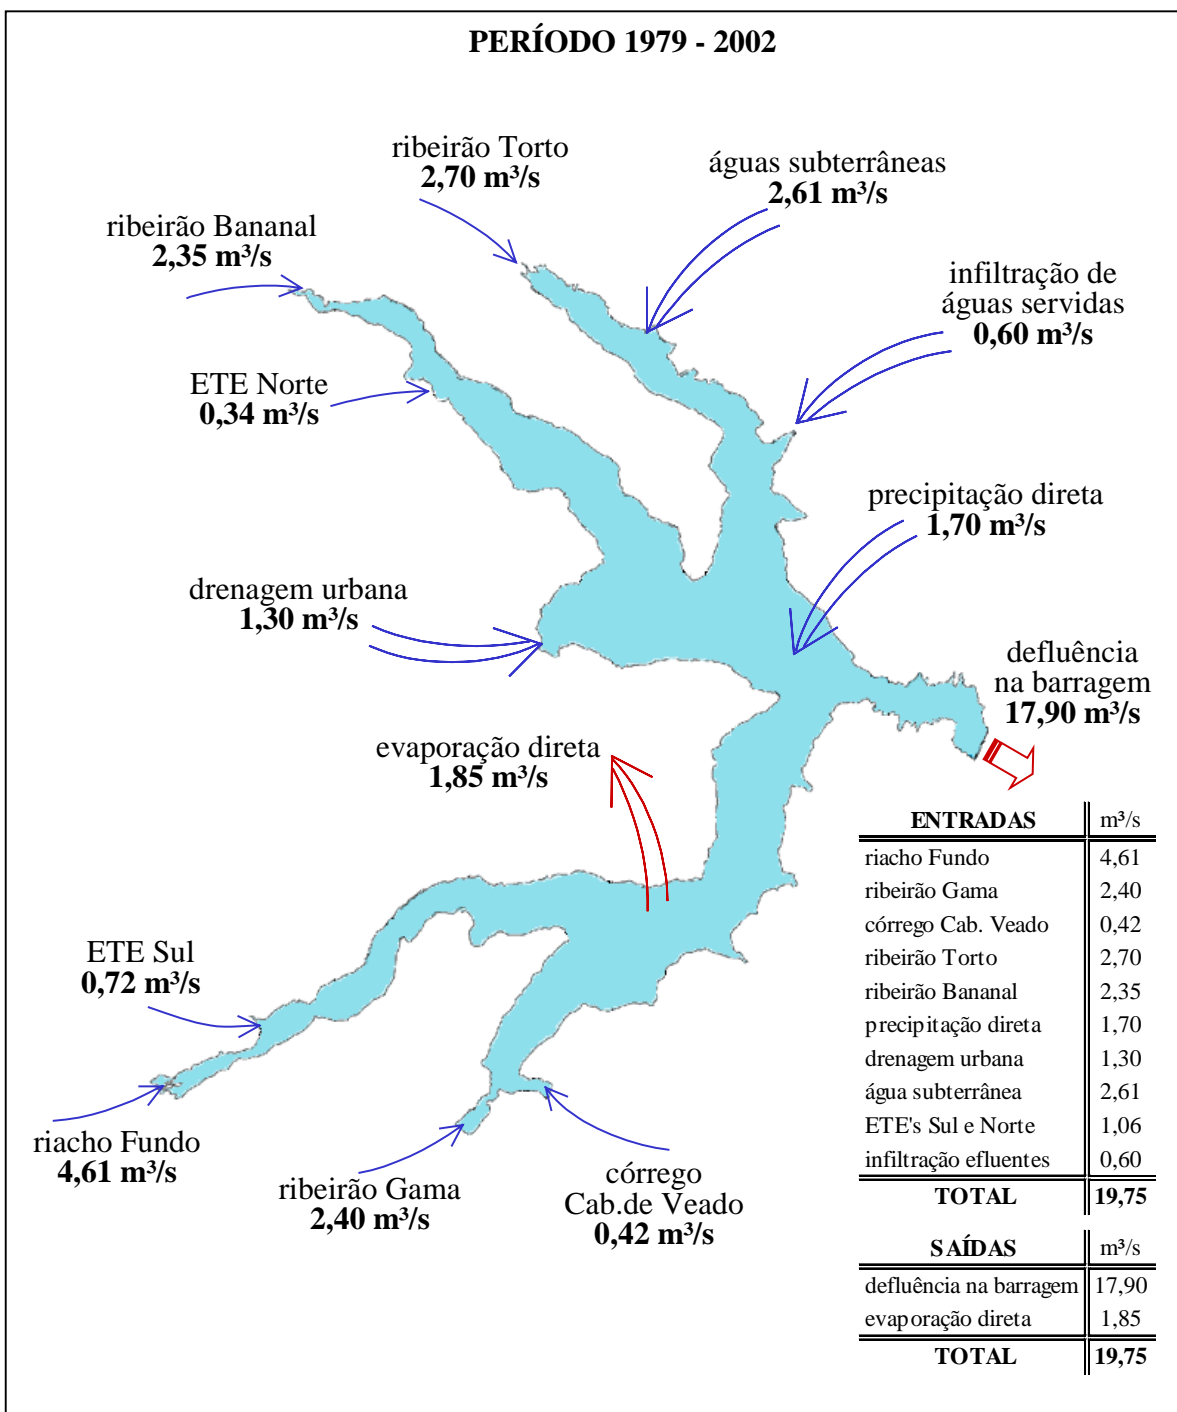 PERÍODO 1979 - 2002
ribeirão Torto
2,70 m³/s
águas subterrâneas
2,61 m³/s
ribeirão Bananal
2,35 m³/s
infiltração de
águas servidas
0,60 m³/s
ETE Norte
0,34 m³/s
precipitação direta
1,70 m³/s
drenagem urbana
1,30 m³/s
defluência
na barragem
17,90 m³/s
evaporação direta
1,85 m³/s
ETE Sul
0,72 m³/s
riacho Fundo
4,61 m³/s
ribeirão Gama
2,40 m³/s
córrego
Cab.de Veado
0,42 m³/s
ENTRADAS m³/s
riacho Fundo 4,61
ribeirão Gama 2,40
córrego Cab. Veado 0,42
ribeirão Torto 2,70
ribeirão Bananal 2,35
precipitação direta 1,70
drenagem urbana 1,30
água subterrânea 2,61
ETE's Sul e Norte 1,06
infiltração efluentes 0,60
TOTAL 19,75
SAÍDAS m³/s
defluência na barragem 17,90
evaporação direta 1,85
TOTAL 19,75